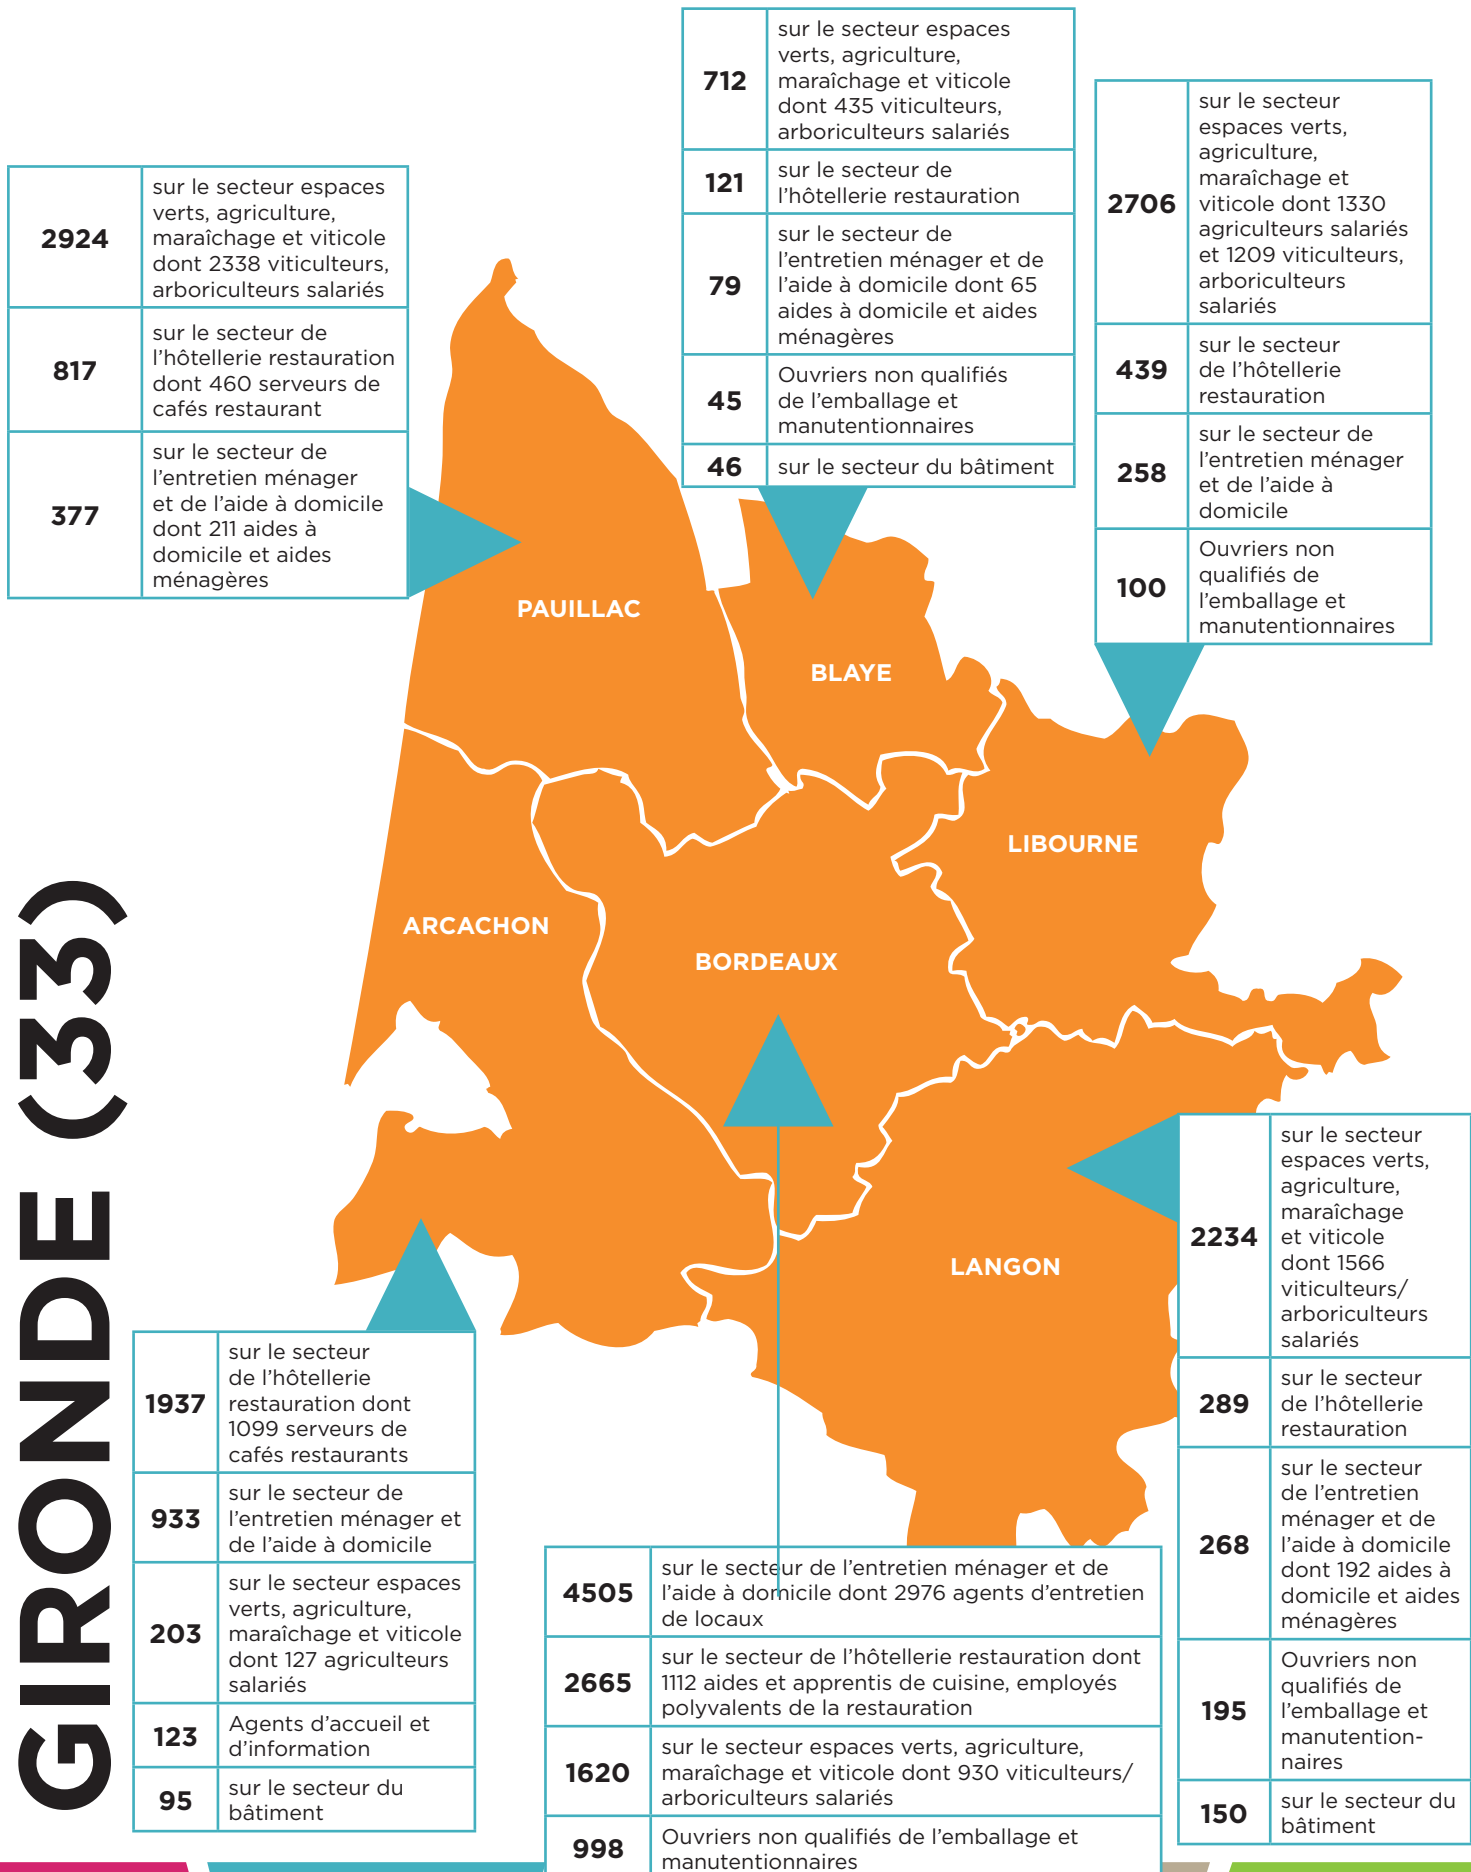 GIRONDE (33)
2924
sur le secteur espaces
verts, agriculture,
maraîchage et viticole
dont 2338 viticulteurs,
arboriculteurs salariés
817
sur le secteur de
l’hôtellerie restauration
dont 460 serveurs de
cafés restaurant
377
sur le secteur de
l’entretien ménager
et de l’aide à domicile
dont 211 aides à
domicile et aides
ménagères
712
sur le secteur espaces
verts, agriculture,
maraîchage et viticole
dont 435 viticulteurs,
arboriculteurs salariés
121
sur le secteur de
l’hôtellerie restauration
79
sur le secteur de
l’entretien ménager et de
l’aide à domicile dont 65
aides à domicile et aides
ménagères
45
Ouvriers non qualifiés
de l’emballage et
manutentionnaires
46
sur le secteur du bâtiment
2706
sur le secteur
espaces verts,
agriculture,
maraîchage et
viticole dont 1330
agriculteurs salariés
et 1209 viticulteurs,
arboriculteurs
salariés
439
sur le secteur
de l’hôtellerie
restauration
258
sur le secteur de
l’entretien ménager
et de l’aide à
domicile
100
Ouvriers non
qualifiés de
l’emballage et
manutentionnaires
PAUILLAC
BLAYE
LIBOURNE
ARCACHON
BORDEAUX
LANGON
1937
sur le secteur
de l’hôtellerie
restauration dont
1099 serveurs de
cafés restaurants
933
sur le secteur de
l’entretien ménager et
de l’aide à domicile
203
sur le secteur espaces
verts, agriculture,
maraîchage et viticole
dont 127 agriculteurs
salariés
123
Agents d’accueil et
d’information
95
sur le secteur du
bâtiment
4505
sur le secteur de l’entretien ménager et de
l’aide à domicile dont 2976 agents d’entretien
de locaux
2665
sur le secteur de l’hôtellerie restauration dont
1112 aides et apprentis de cuisine, employés
polyvalents de la restauration
1620
sur le secteur espaces verts, agriculture,
maraîchage et viticole dont 930 viticulteurs/
arboriculteurs salariés
998
Ouvriers non qualifiés de l’emballage et
manutentionnaires
2234
sur le secteur
espaces verts,
agriculture,
maraîchage
et viticole
dont 1566
viticulteurs/
arboriculteurs
salariés
289
sur le secteur
de l’hôtellerie
restauration
268
sur le secteur
de l’entretien
ménager et de
l’aide à domicile
dont 192 aides à
domicile et aides
ménagères
195
Ouvriers non
qualifiés de
l’emballage et
manutention-
naires
150
sur le secteur du
bâtiment